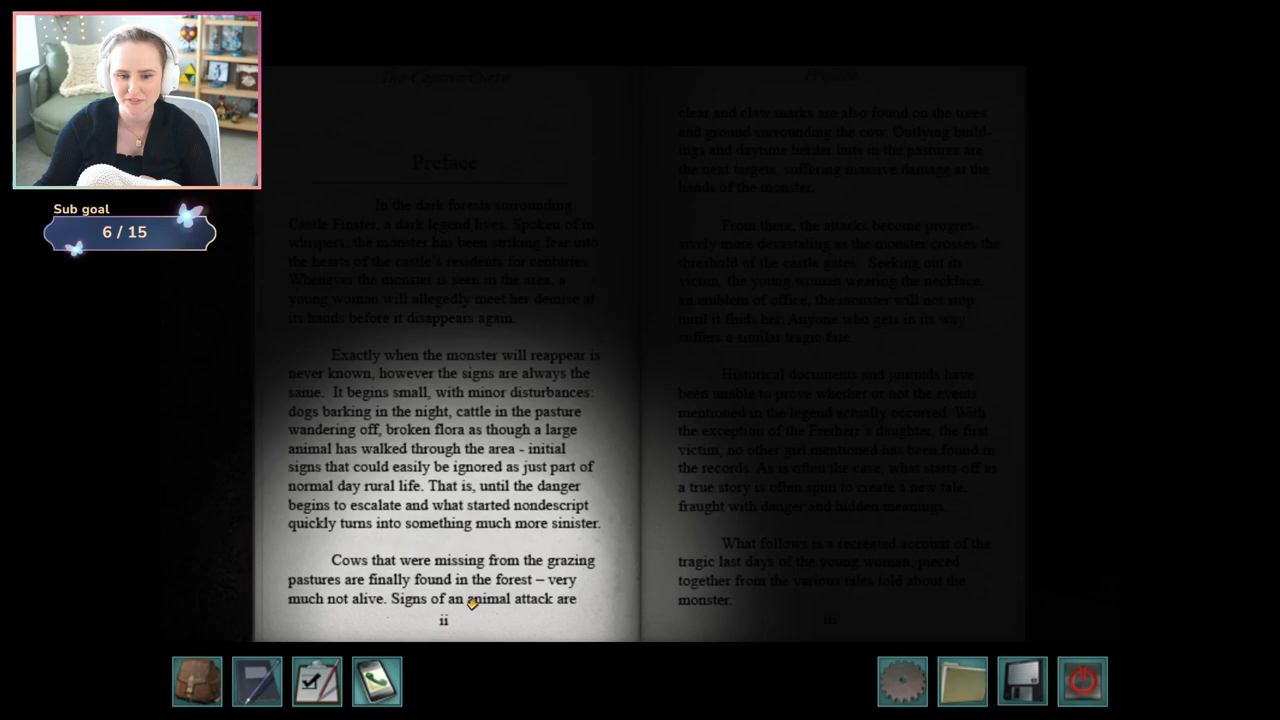 Sub goal
6 / 15
The Captive Curse
Preface
In the dark forests surrounding
Castle Finster, a dark legend lives. Spoken of in
whispers, the monster has been striking fear into
the hearts of the castle's residents for centuries.
Whenever the monster is seen in the area, a
young woman will allegedly meet her demise at
its hands before it disappears again.
Exactly when the monster will reappear is
never known, however the signs are always the
same. It begins small, with minor disturbances:
dogs barking in the night, cattle in the pasture
wandering off, broken flora as though a large
animal has walked through the area - initial
signs that could easily be ignored as just part of
normal day rural life. That is, until the danger
begins to escalate and what started nondescript
quickly turns into something much more sinister.
Cows that were missing from the grazing
pastures are finally found in the forest – very
much not alive. Signs of an animal attack are
ii
Preface
clear and claw marks are also found on the trees
and ground surrounding the cow. Outlying build-
ings and daytime herder huts in the pastures are
the next targets, suffering massive damage at the
hands of the monster.
From there, the attacks become progres-
sively more devastating as the monster crosses the
threshold of the castle gates. Seeking out its
victim, the young woman wearing the necklace,
an emblem of office, the monster will not stop
until it finds her. Anyone who gets in its way
suffers a similar tragic fate.
Historical documents and journals have
been unable to prove whether or not the events
mentioned in the legend actually occurred. With
the exception of the Freiherr's daughter, the first
victim, no other girl mentioned has been found in
the records. As is often the case, what starts off as
a true story is often spun to create a new tale,
fraught with danger and hidden meanings.
What follows is a recreated account of the
tragic last days of the young woman, pieced
together from the various tales told about the
monster.
iii